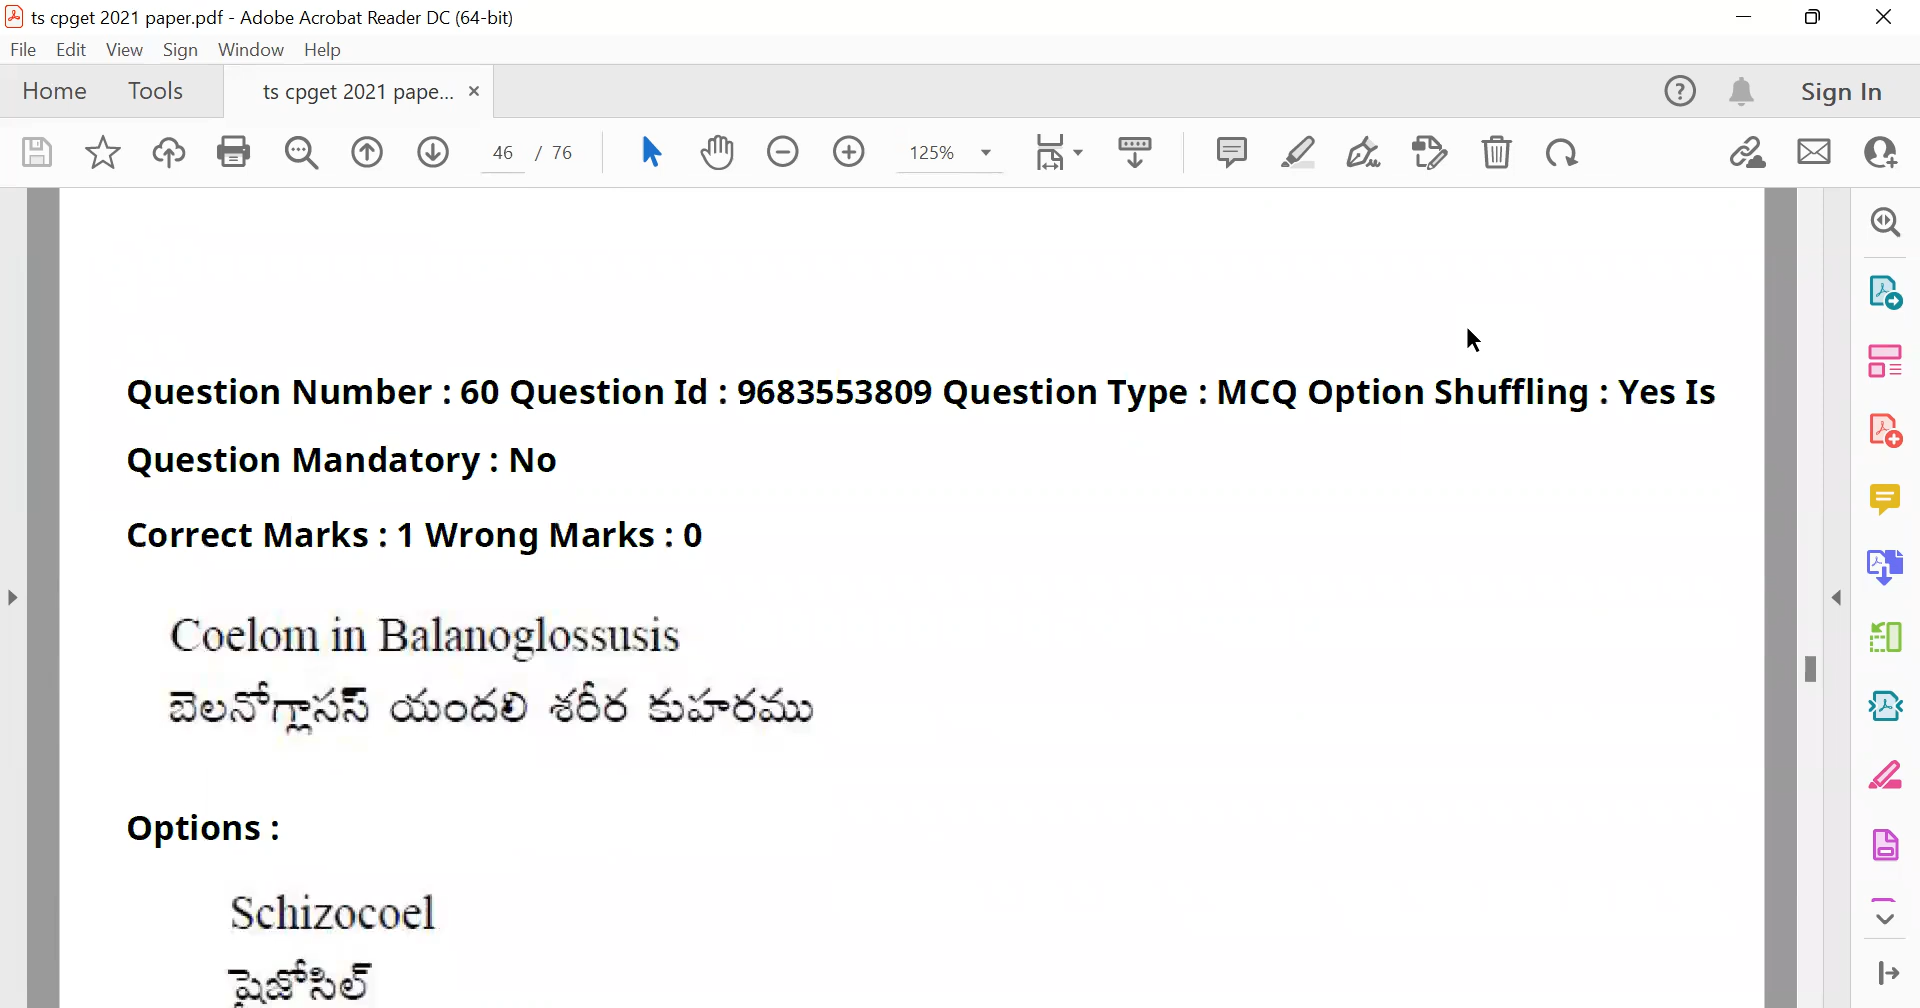 ts cpget 2021 paper.pdf - Adobe Acrobat Reader DC (64-bit)
File Edit View Sign Window Help
Home Tools ts cpget 2021 pape... × Sign In
46 / 76 125%
Question Number : 60 Question Id : 9683553809 Question Type : MCQ Option Shuffling : Yes Is
Question Mandatory : No
Correct Marks : 1 Wrong Marks : 0
Coelom in Balanoglossusis
బెలనోగ్లాసస్ యందలి శరీర కుహరము
Options :
Schizocoel
షైజోసిల్